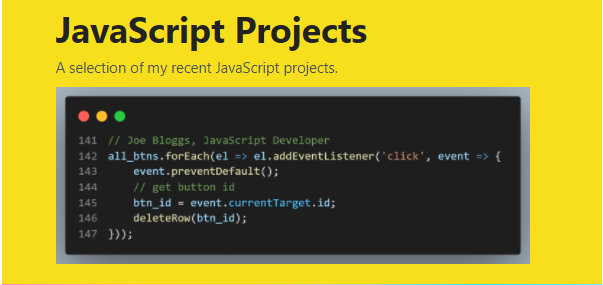 JavaScript Projects
A selection of my recent JavaScript projects.
141 // Joe Bloggs, JavaScript Developer
142 all_btns.forEach(el => el.addEventListener('click', event => {
143     event.preventDefault();
144     // get button id
145     btn_id = event.currentTarget.id;
146     deleteRow(btn_id);
147 }));